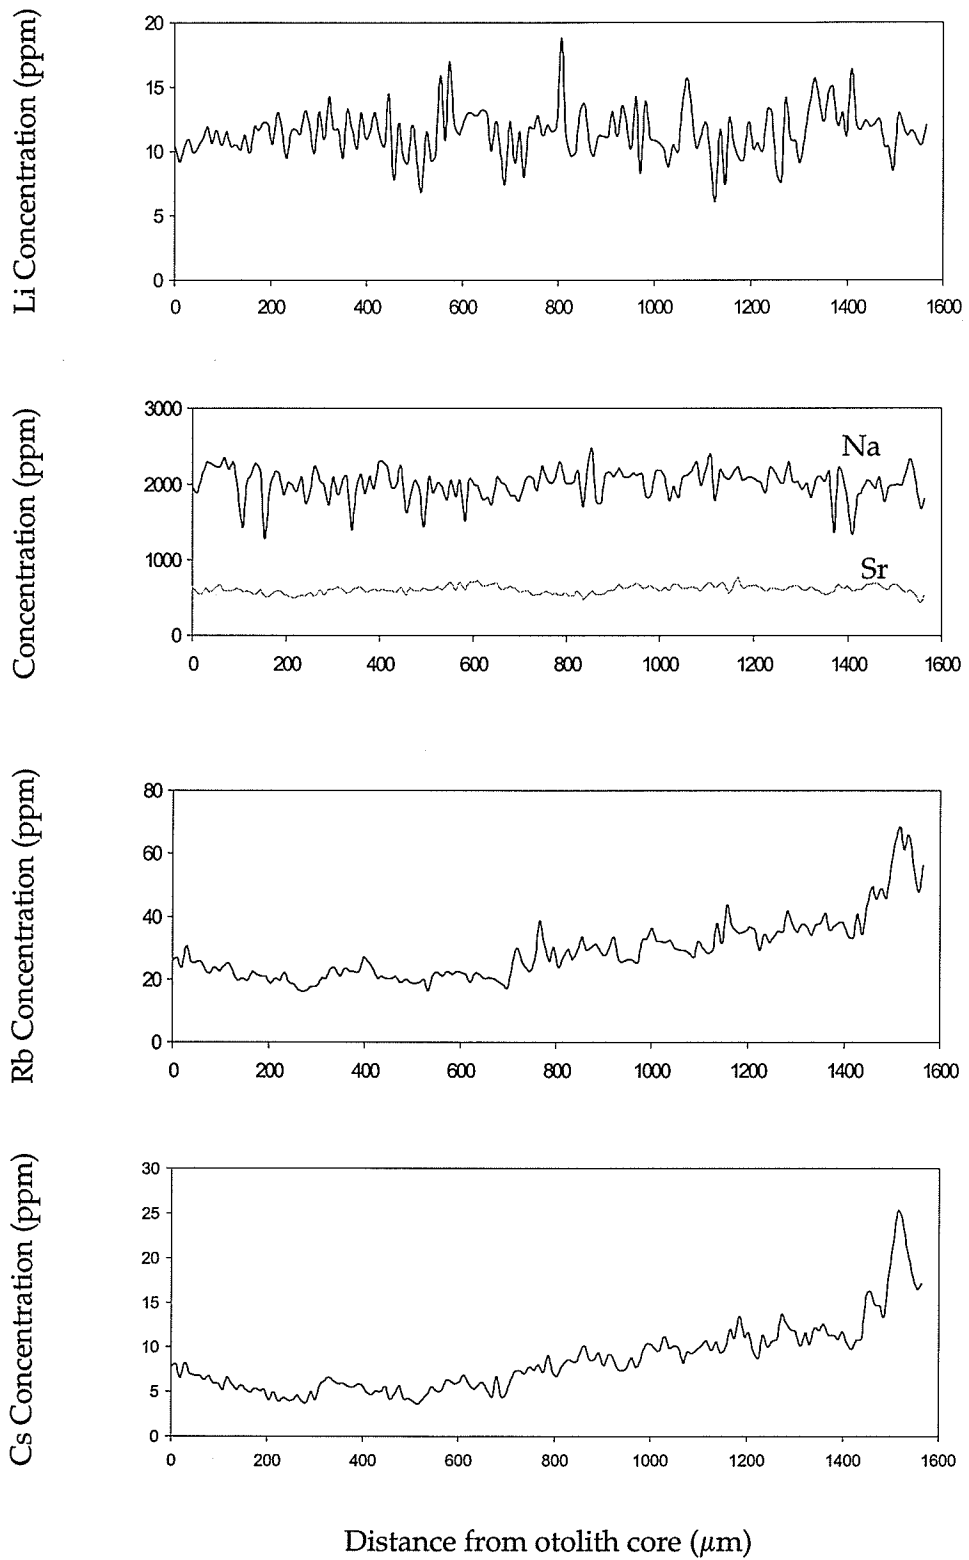 Li Concentration (ppm)
20
15
10
5
0
0 200 400 600 800 1000 1200 1400 1600
Concentration (ppm)
3000
2000
1000
0
Na
Sr
0 200 400 600 800 1000 1200 1400 1600
Rb Concentration (ppm)
80
60
40
20
0
0 200 400 600 800 1000 1200 1400 1600
Cs Concentration (ppm)
30
25
20
15
10
5
0
0 200 400 600 800 1000 1200 1400 1600
Distance from otolith core (μm)